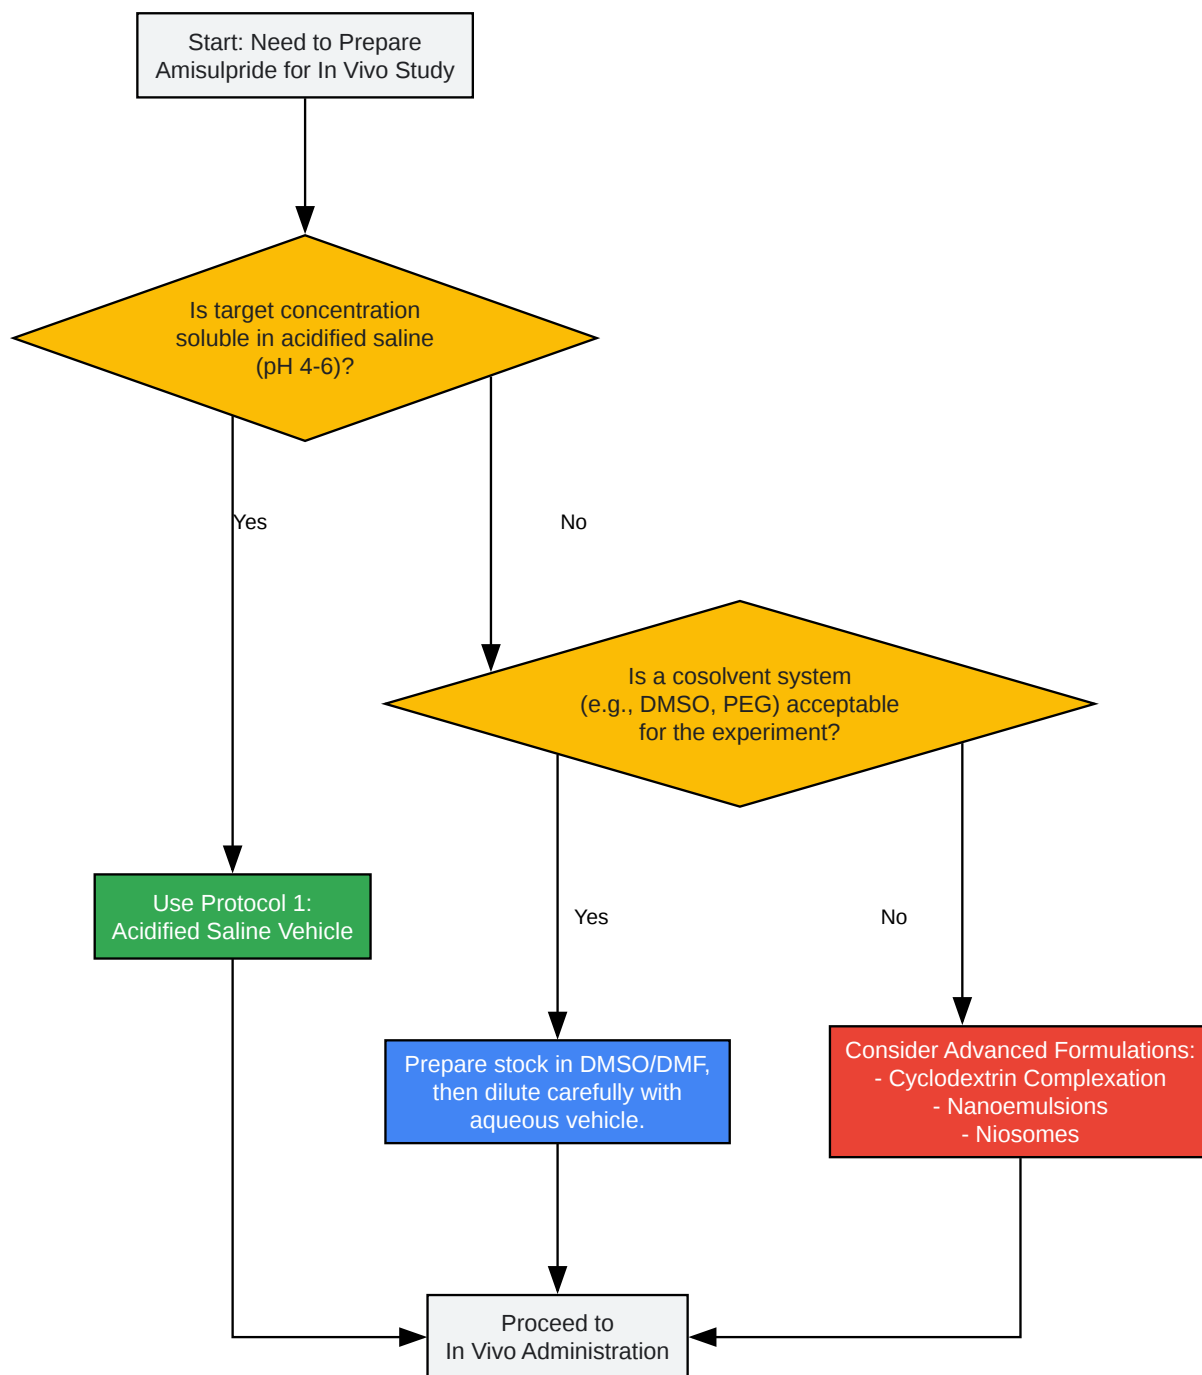 Start: Need to Prepare
Amisulpride for In Vivo Study
Is target concentration
soluble in acidified saline
(pH 4-6)?
Yes
No
Is a cosolvent system
(e.g., DMSO, PEG) acceptable
for the experiment?
Use Protocol 1:
Acidified Saline Vehicle
Yes
No
Prepare stock in DMSO/DMF,
then dilute carefully with
aqueous vehicle.
Consider Advanced Formulations:
- Cyclodextrin Complexation
- Nanoemulsions
- Niosomes
Proceed to
In Vivo Administration